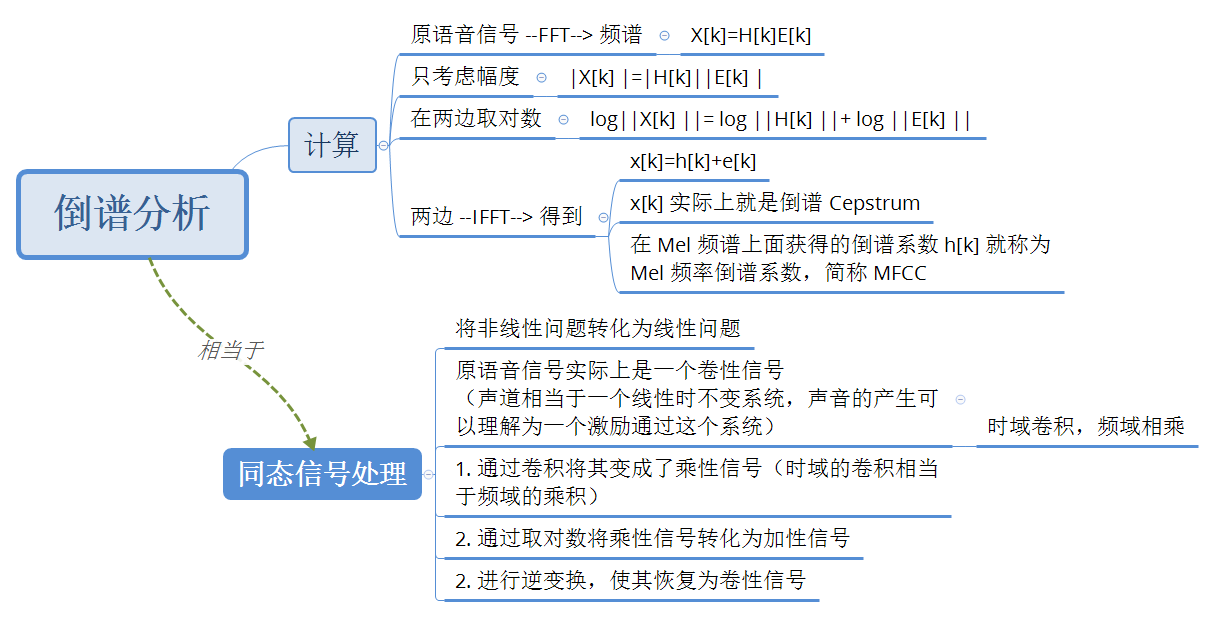 倒谱分析
计算
原语音信号 --FFT--> 频谱
X[k]=H[k]E[k]
只考虑幅度
|X[k] |=|H[k]||E[k] |
在两边取对数
log||X[k] ||= log ||H[k] ||+ log ||E[k] ||
两边 --IFFT--> 得到
x[k]=h[k]+e[k]
x[k] 实际上就是倒谱 Cepstrum
在 Mel 频谱上面获得的倒谱系数 h[k] 就称为
Mel 频率倒谱系数，简称 MFCC
相当于
同态信号处理
将非线性问题转化为线性问题
原语音信号实际上是一个卷性信号
（声道相当于一个线性时不变系统，声音的产生可
以理解为一个激励通过这个系统）
时域卷积，频域相乘
1. 通过卷积将其变成了乘性信号（时域的卷积相当
于频域的乘积）
2. 通过取对数将乘性信号转化为加性信号
2. 进行逆变换，使其恢复为卷性信号